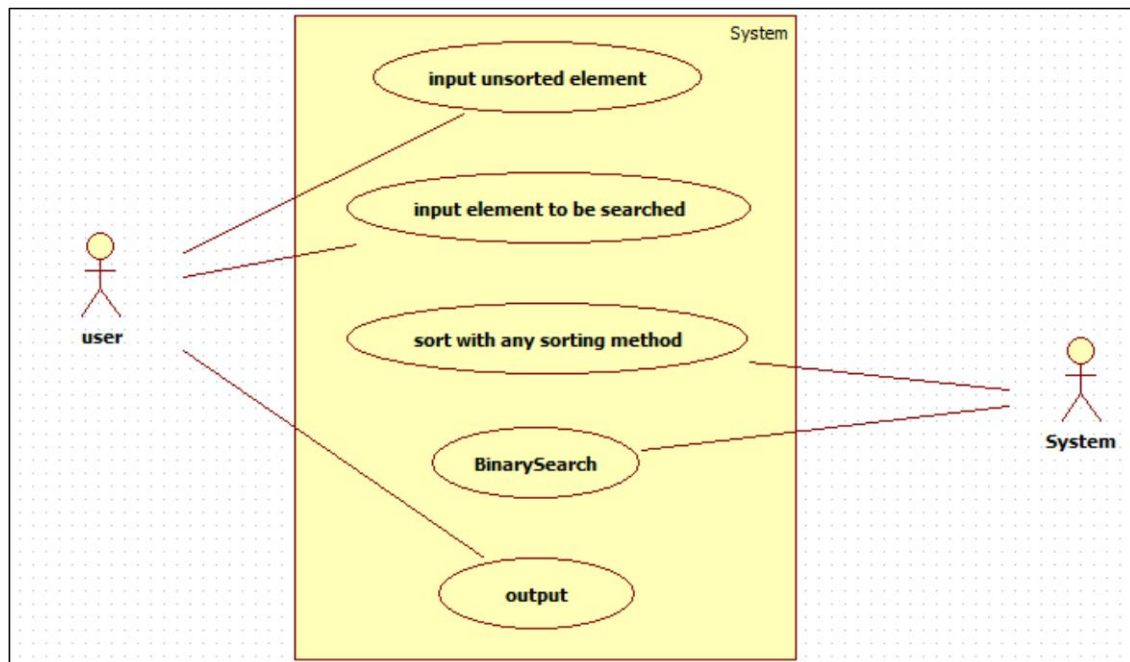 System
input unsorted element
input element to be searched
user
sort with any sorting method
System
BinarySearch
output